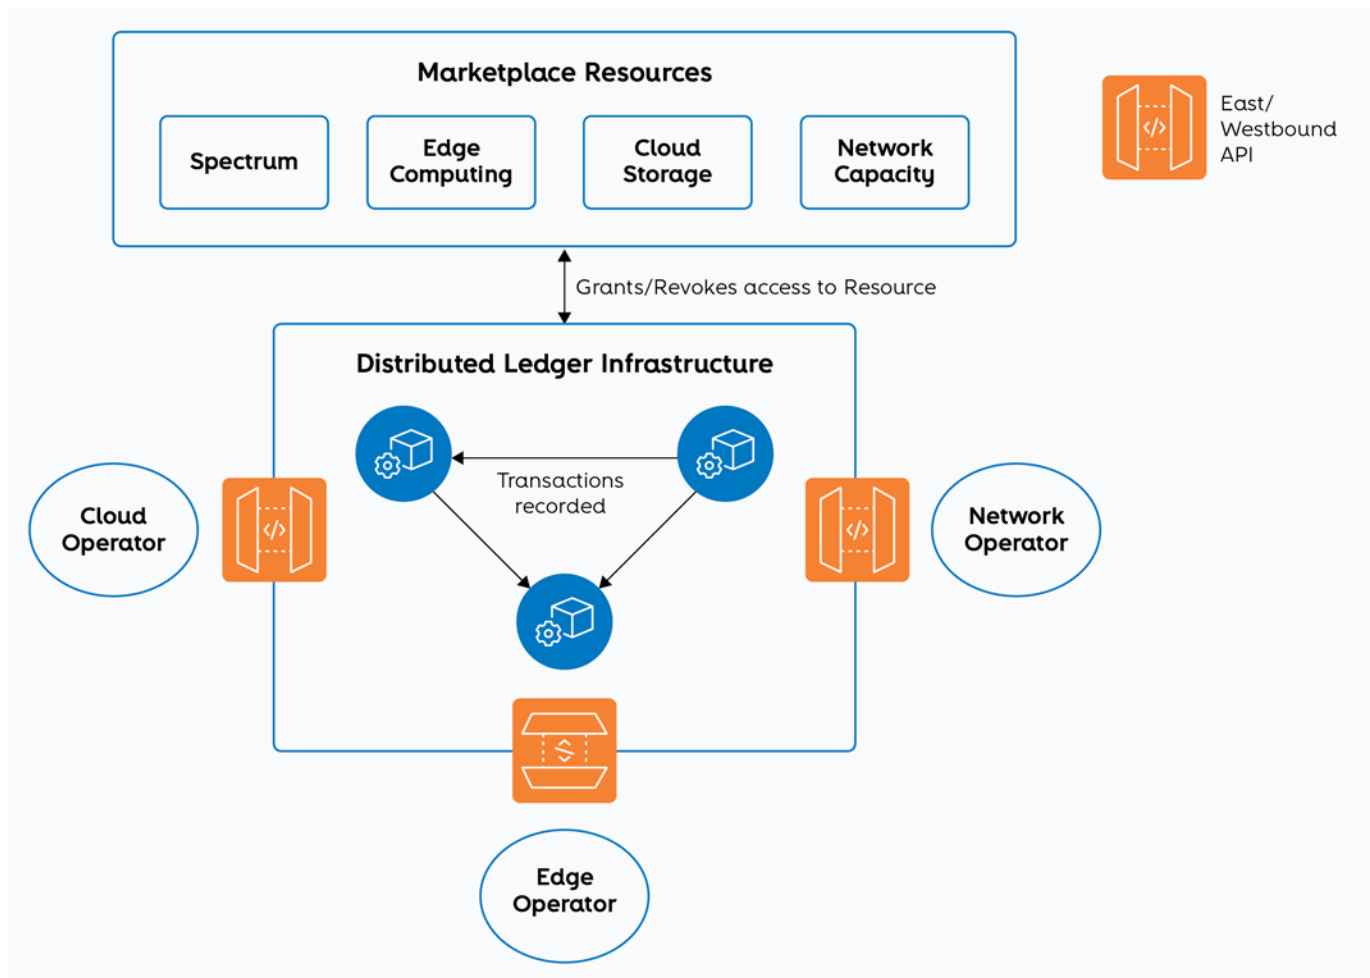 Marketplace Resources
Spectrum
Edge
Computing
Cloud
Storage
Network
Capacity
East/
Westbound
API
</>
Grants/Revokes access to Resource
Distributed Ledger Infrastructure
Transactions
recorded
Cloud
Operator
</>
</>
Network
Operator
</>
Edge
Operator